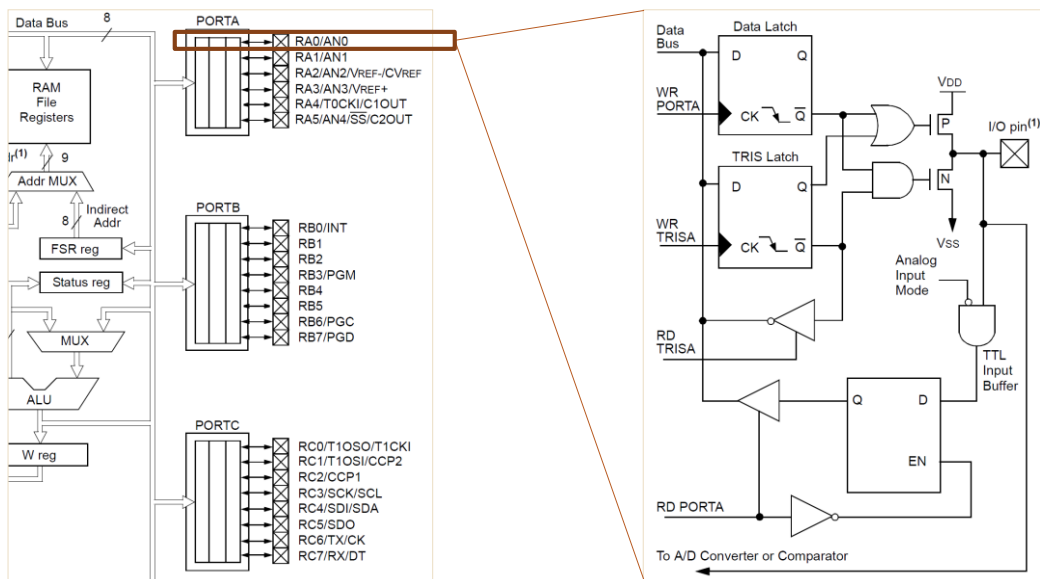 Data Bus
8
RAM
File
Registers
(1)
9
Addr MUX
8
Indirect
Addr
FSR reg
Status reg
MUX
ALU
W reg
PORTA
RA0/AN0
RA1/AN1
RA2/AN2/VREF-/CVREF
RA3/AN3/VREF+
RA4/T0CKI/C1OUT
RA5/AN4/S̅S̅/C2OUT
PORTB
RB0/INT
RB1
RB2
RB3/PGM
RB4
RB5
RB6/PGC
RB7/PGD
PORTC
RC0/T1OSO/T1CKI
RC1/T1OSI/CCP2
RC2/CCP1
RC3/SCK/SCL
RC4/SDI/SDA
RC5/SDO
RC6/TX/CK
RC7/RX/DT
Data
Bus
Data Latch
D
Q
WR
PORTA
CK
Q̅
VDD
P
I/O pin(1)
N
VSS
TRIS Latch
D
Q
WR
TRISA
CK
Q̅
Analog
Input
Mode
RD
TRISA
TTL
Input
Buffer
Q
D
EN
RD PORTA
To A/D Converter or Comparator